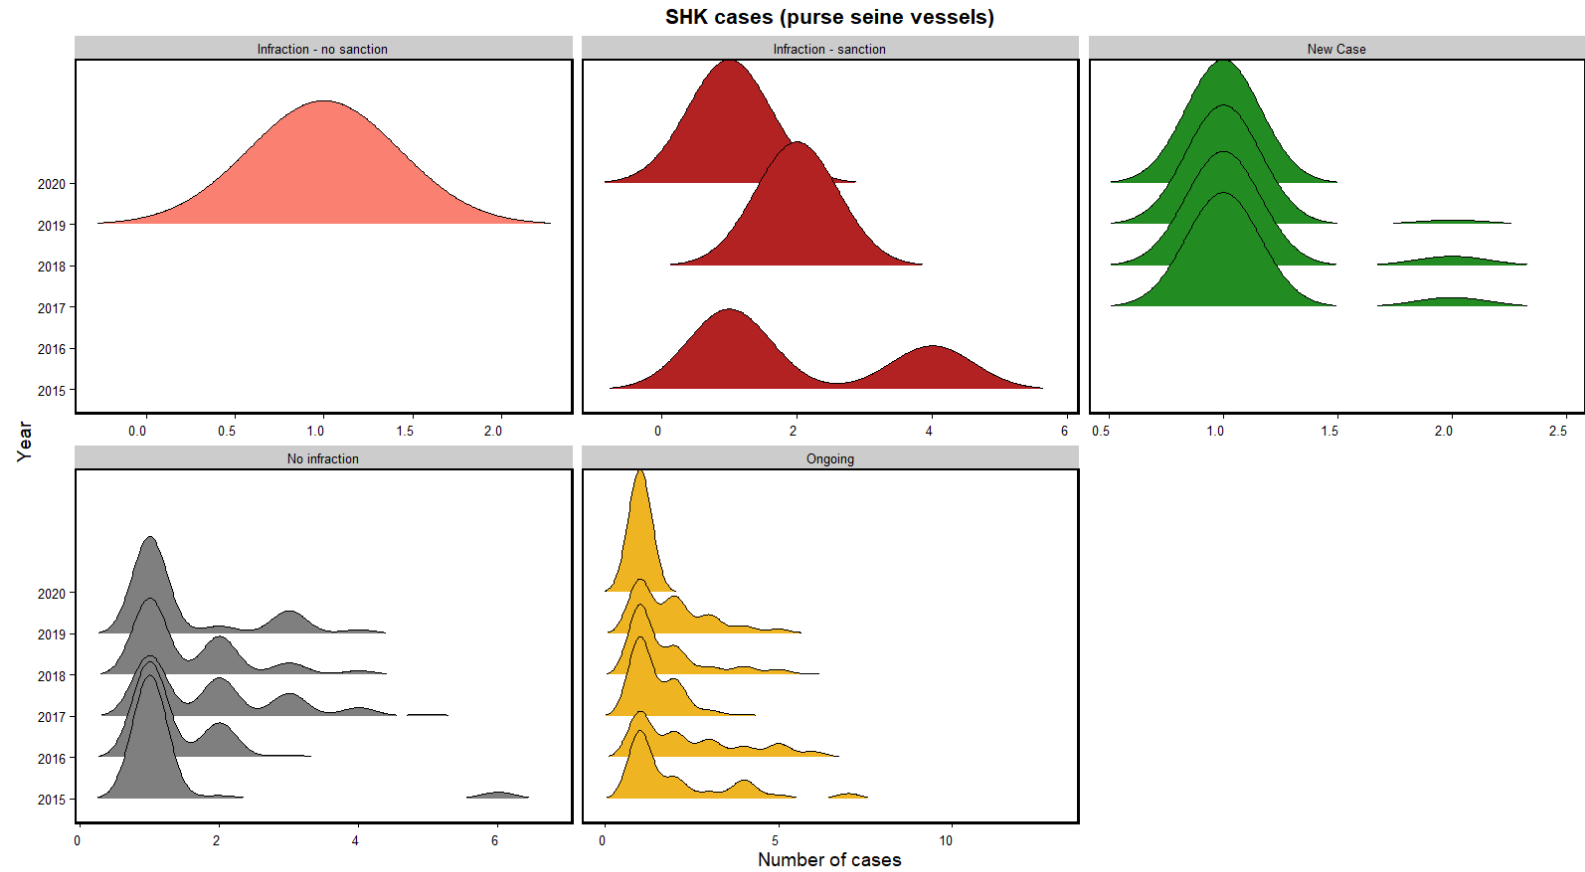 SHK cases (purse seine vessels)
Infraction - no sanction
Infraction - sanction
New Case
2020
2019
2018
2017
2016
2015
0.0 0.5 1.0 1.5 2.0
0 2 4 6
0.5 1.0 1.5 2.0 2.5
Year
No infraction
Ongoing
2020
2019
2018
2017
2016
2015
0 2 4 6
0 5 10
Number of cases